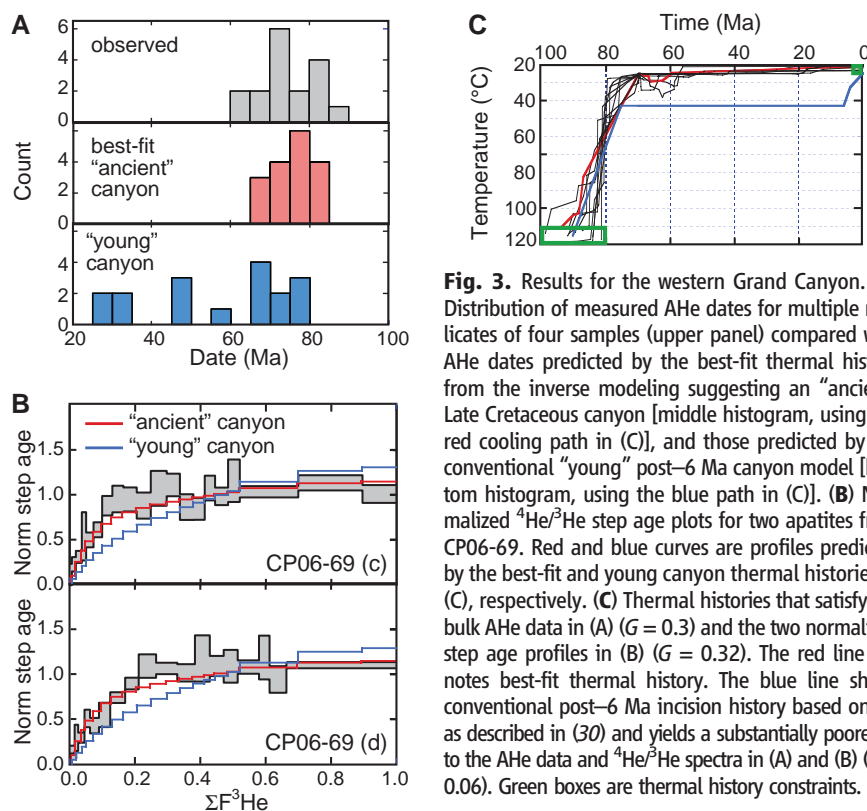 A
6
4
2
0
observed
4
2
0
best-fit
“ancient”
canyon
Count
4
2
0
“young”
canyon
20 40 60 80 100
Date (Ma)
B
1.5
1.0
0.5
0.0
“ancient” canyon
“young” canyon
Norm step age
CP06-69 (c)
1.5
1.0
0.5
0.0
Norm step age
CP06-69 (d)
0.0 0.2 0.4 0.6 0.8 1.0
ΣF³He
C
Time (Ma)
100 80 60 40 20 0
20
40
60
80
100
120
Temperature (°C)
Fig. 3. Results for the western Grand Canyon.
Distribution of measured AHe dates for multiple
licates of four samples (upper panel) compared w
AHe dates predicted by the best-fit thermal hist
from the inverse modeling suggesting an “ancie
Late Cretaceous canyon [middle histogram, using
red cooling path in (C)], and those predicted by
conventional “young” post–6 Ma canyon model [
tom histogram, using the blue path in (C)]. (B) N
malized ⁴He/³He step age plots for two apatites fr
CP06-69. Red and blue curves are profiles predic
by the best-fit and young canyon thermal histories
(C), respectively. (C) Thermal histories that satisfy
bulk AHe data in (A) (G = 0.3) and the two normali
step age profiles in (B) (G = 0.32). The red line
notes best-fit thermal history. The blue line sh
conventional post–6 Ma incision history based on
as described in (30) and yields a substantially poore
to the AHe data and ⁴He/³He spectra in (A) and (B) (
0.06). Green boxes are thermal history constraints.